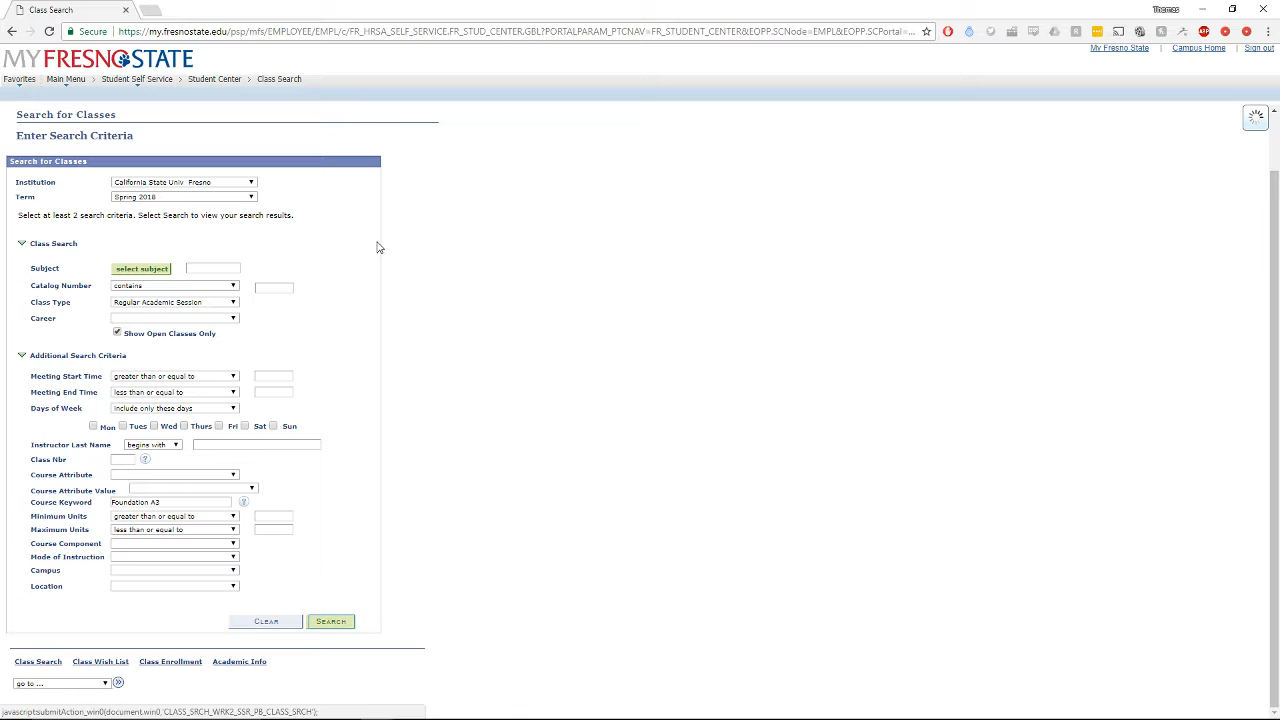 Class Search
Thomas
Secure
https://my.fresnostate.edu/psp/mfs/EMPLOYEE/EMPL/c/FR_HRSA_SELF_SERVICE.FR_STUD_CENTER.GBL?PORTALPARAM_PTCNAV=FR_STUDENT_CENTER&EOPP.SCNode=EMPL&EOPP.SCPortal=...
MYFRESNOSTATE
My Fresno State | Campus Home | Sign out
Favorites Main Menu > Student Self Service > Student Center > Class Search
Search for Classes
Enter Search Criteria
Search for Classes
Institution California State Univ Fresno
Term Spring 2018
Select at least 2 search criteria. Select Search to view your search results.
Class Search
Subject select subject
Catalog Number contains
Class Type Regular Academic Session
Career
Show Open Classes Only
Additional Search Criteria
Meeting Start Time greater than or equal to
Meeting End Time less than or equal to
Days of Week include only these days
Mon Tues Wed Thurs Fri Sat Sun
Instructor Last Name begins with
Class Nbr ?
Course Attribute
Course Attribute Value
Course Keyword Foundation A3 ?
Minimum Units greater than or equal to
Maximum Units less than or equal to
Course Component
Mode of Instruction
Campus
Location
CLEAR SEARCH
Class Search Class Wish List Class Enrollment Academic Info
go to ...
javascript:submitAction_win0(document.win0,'CLASS_SRCH_WRK2_SSR_PB_CLASS_SRCH');